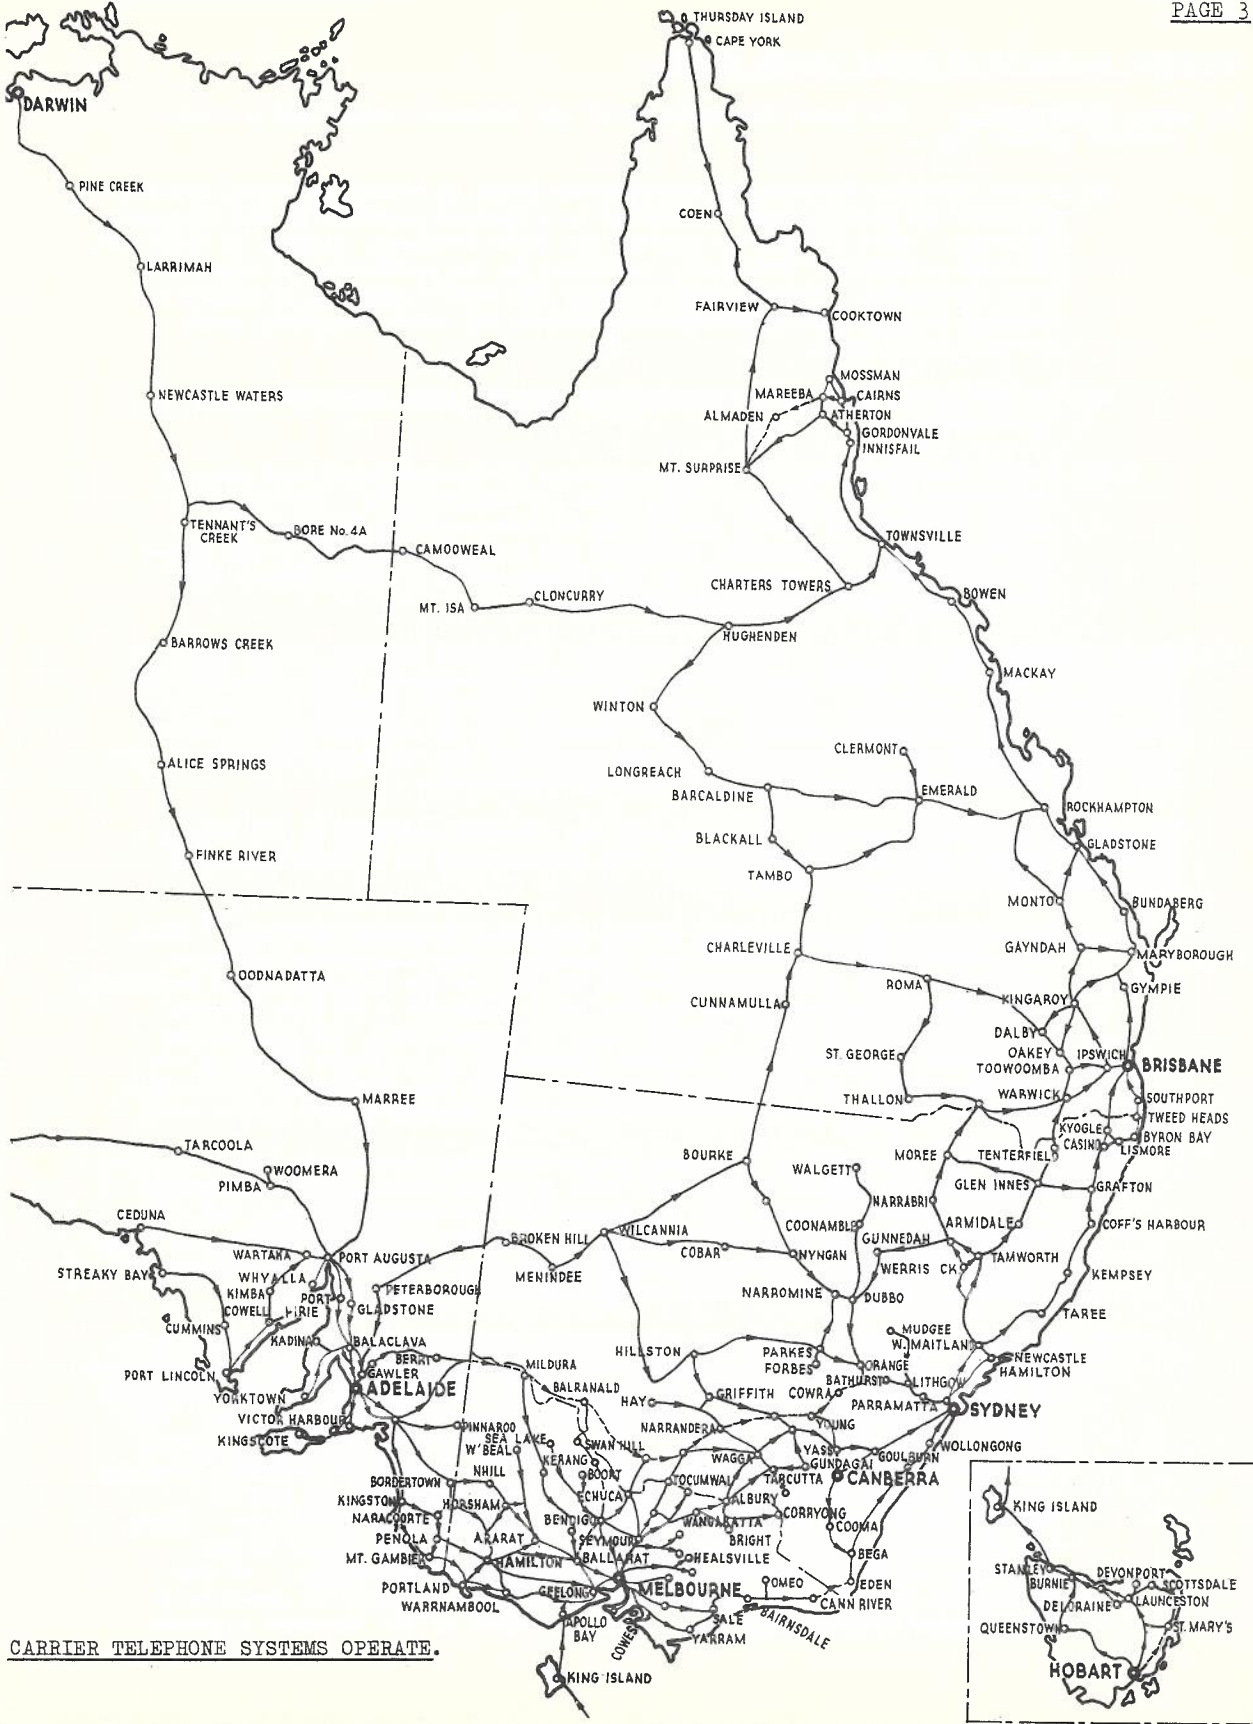 PAGE 3
THURSDAY ISLAND
CAPE YORK
DARWIN
PINE CREEK
COEN
LARRIMAH
FAIRVIEW
COOKTOWN
MOSSMAN
MAREEBA
CAIRNS
NEWCASTLE WATERS
ALMADEN
ATHERTON
GORDONVALE
INNISFAIL
MT. SURPRISE
TENNANT'S
CREEK
BORE No. 4A
CAMOOWEAL
TOWNSVILLE
CHARTERS TOWERS
CLONCURRY
MT. ISA
BOWEN
HUGHENDEN
BARROWS CREEK
MACKAY
WINTON
CLERMONT
ALICE SPRINGS
LONGREACH
BARCALDINE
EMERALD
ROCKHAMPTON
BLACKALL
GLADSTONE
FINKE RIVER
TAMBO
MONTO
BUNDABERG
CHARLEVILLE
GAYNDAH
MARYBOROUGH
OODNADATTA
ROMA
GYMPIE
CUNNAMULLA
KINGAROY
DALBY
OAKEY
IPSWICH
ST. GEORGE
TOOWOOMBA
BRISBANE
MARREE
THALLON
WARWICK
SOUTHPORT
TWEED HEADS
KYOGLE
BYRON BAY
TARCOOLA
CASINO
LISMORE
BOURKE
MOREE
TENTERFIELD
WOOMERA
WALGETT
PIMBA
GLEN INNES
GRAFTON
NARRABRI
CEDUNA
WILCANNIA
COONAMBLE
ARMIDALE
COFF'S HARBOUR
BROKEN HILL
GUNNEDAH
WARTAKA
PORT AUGUSTA
COBAR
NYNGAN
TAMWORTH
STREAKY BAY
MENINDEE
WERRIS CK
KEMPSEY
WHYALLA
PETERBOROUGH
KIMBA
PORT
PIRIE
NARROMINE
DUBBO
COWELL
GLADSTONE
TAREE
CUMMINS
KADINA
BALACLAVA
MUDGEE
W. MAITLAND
HILLSTON
PARKES
BERRI
MILDURA
FORBES
ORANGE
NEWCASTLE
PORT LINCOLN
GAWLER
BATHURST
LITHGOW
HAMILTON
ADELAIDE
BALRANALD
YORKTOWN
HAY
GRIFFITH
COWRA
PARRAMATTA
SYDNEY
VICTOR HARBOUR
PINNAROO
NARRANDERA
YOUNG
KINGSCOTE
SEA LAKE
SWAN HILL
WOLLONGONG
W'BEAL
YASS
KERANG
WAGGA
GUNDAGAI
GOULBURN
NHILL
BOORT
TARCUTTA
CANBERRA
BORDERTOWN
TOCUMWAL
ECHUCA
KINGSTON
HORSHAM
ALBURY
CORRYONG
KING ISLAND
NARACOORTE
BENDIGO
WANGARATTA
COOMA
PENOLA
ARARAT
SEYMOUR
BRIGHT
MT. GAMBIER
HAMILTON
BALLARAT
HEALSVILLE
BEGA
STANLEY
DEVONPORT
PORTLAND
GEELONG
MELBOURNE
OMEO
EDEN
BURNIE
SCOTTSDALE
WARRNAMBOOL
CANN RIVER
DELORAINE
LAUNCESTON
APOLLO
BAY
SALE
BAIRNSDALE
QUEENSTOWN
ST. MARY'S
COWES
YARRAM
CARRIER TELEPHONE SYSTEMS OPERATE.
HOBART
KING ISLAND